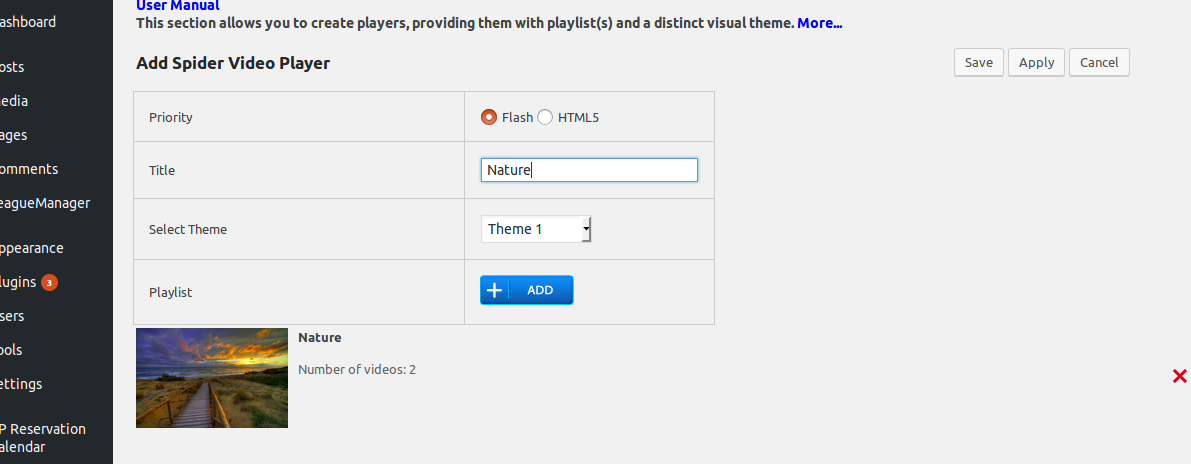 User Manual
This section allows you to create players, providing them with playlist(s) and a distinct visual theme. More...
ashboard
Add Spider Video Player
Save Apply Cancel
osts
edia
ages
omments
eagueManager
ppearance
lugins 3
sers
ools
ettings
P Reservation
alendar
Priority
Flash HTML5
Title
Nature
Select Theme
Theme 1
Playlist
ADD
Nature
Number of videos: 2